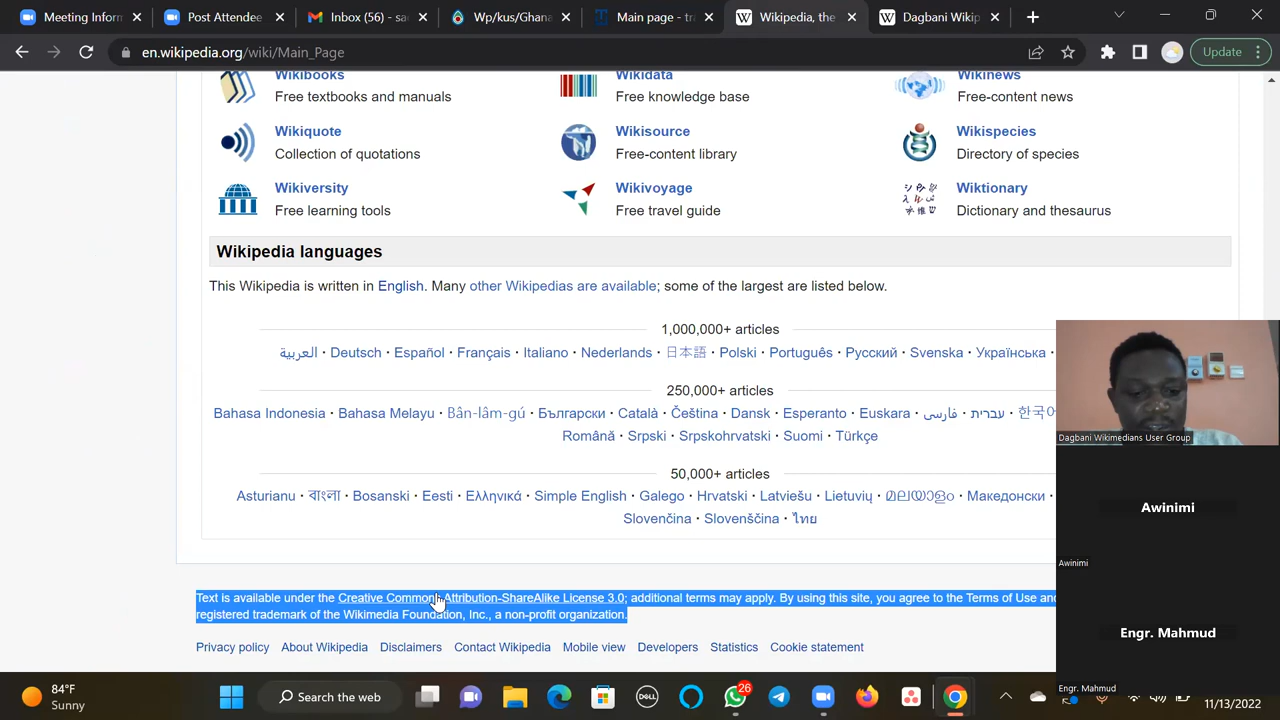 Meeting Inform
Post Attendee
Inbox (56) - sa
Wp/kus/Ghana
Main page - tra
Wikipedia, the
Dagbani Wikip
en.wikipedia.org/wiki/Main_Page
Update
Wikibooks
Free textbooks and manuals
Wikidata
Free knowledge base
Wikinews
Free-content news
Wikiquote
Collection of quotations
Wikisource
Free-content library
Wikispecies
Directory of species
Wikiversity
Free learning tools
Wikivoyage
Free travel guide
Wiktionary
Dictionary and thesaurus
Wikipedia languages
This Wikipedia is written in English. Many other Wikipedias are available; some of the largest are listed below.
1,000,000+ articles
العربية · Deutsch · Español · Français · Italiano · Nederlands · 日本語 · Polski · Português · Русский · Svenska · Українська ·
250,000+ articles
Bahasa Indonesia · Bahasa Melayu · Bân-lâm-gú · Български · Català · Čeština · Dansk · Esperanto · Euskara · فارسی · עברית · 한국어
Română · Srpski · Srpskohrvatski · Suomi · Türkçe
50,000+ articles
Asturianu · বাংলা · Bosanski · Eesti · Ελληνικά · Simple English · Galego · Hrvatski · Latviešu · Lietuvių · മലയാളം · Македонски ·
Slovenčina · Slovenščina · ไทย
Text is available under the Creative Commons Attribution-ShareAlike License 3.0; additional terms may apply. By using this site, you agree to the Terms of Use and
registered trademark of the Wikimedia Foundation, Inc., a non-profit organization.
Privacy policy About Wikipedia Disclaimers Contact Wikipedia Mobile view Developers Statistics Cookie statement
Dagbani Wikimedians User Group
Awinimi
Awinimi
Engr. Mahmud
Engr. Mahmud
84°F
Sunny
Search the web
DELL
26
11/13/2022